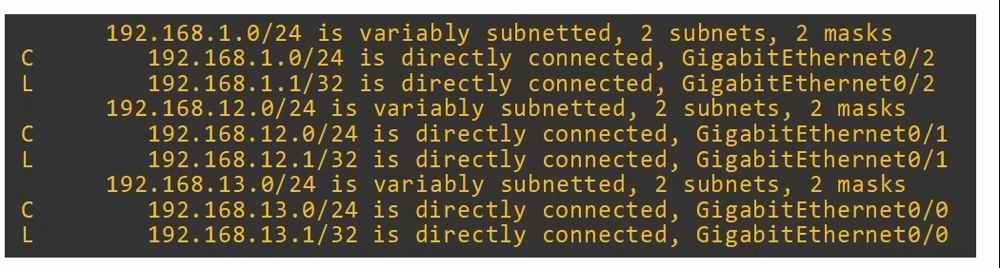 192.168.1.0/24 is variably subnetted, 2 subnets, 2 masks
C 192.168.1.0/24 is directly connected, GigabitEthernet0/2
L 192.168.1.1/32 is directly connected, GigabitEthernet0/2
192.168.12.0/24 is variably subnetted, 2 subnets, 2 masks
C 192.168.12.0/24 is directly connected, GigabitEthernet0/1
L 192.168.12.1/32 is directly connected, GigabitEthernet0/1
192.168.13.0/24 is variably subnetted, 2 subnets, 2 masks
C 192.168.13.0/24 is directly connected, GigabitEthernet0/0
L 192.168.13.1/32 is directly connected, GigabitEthernet0/0